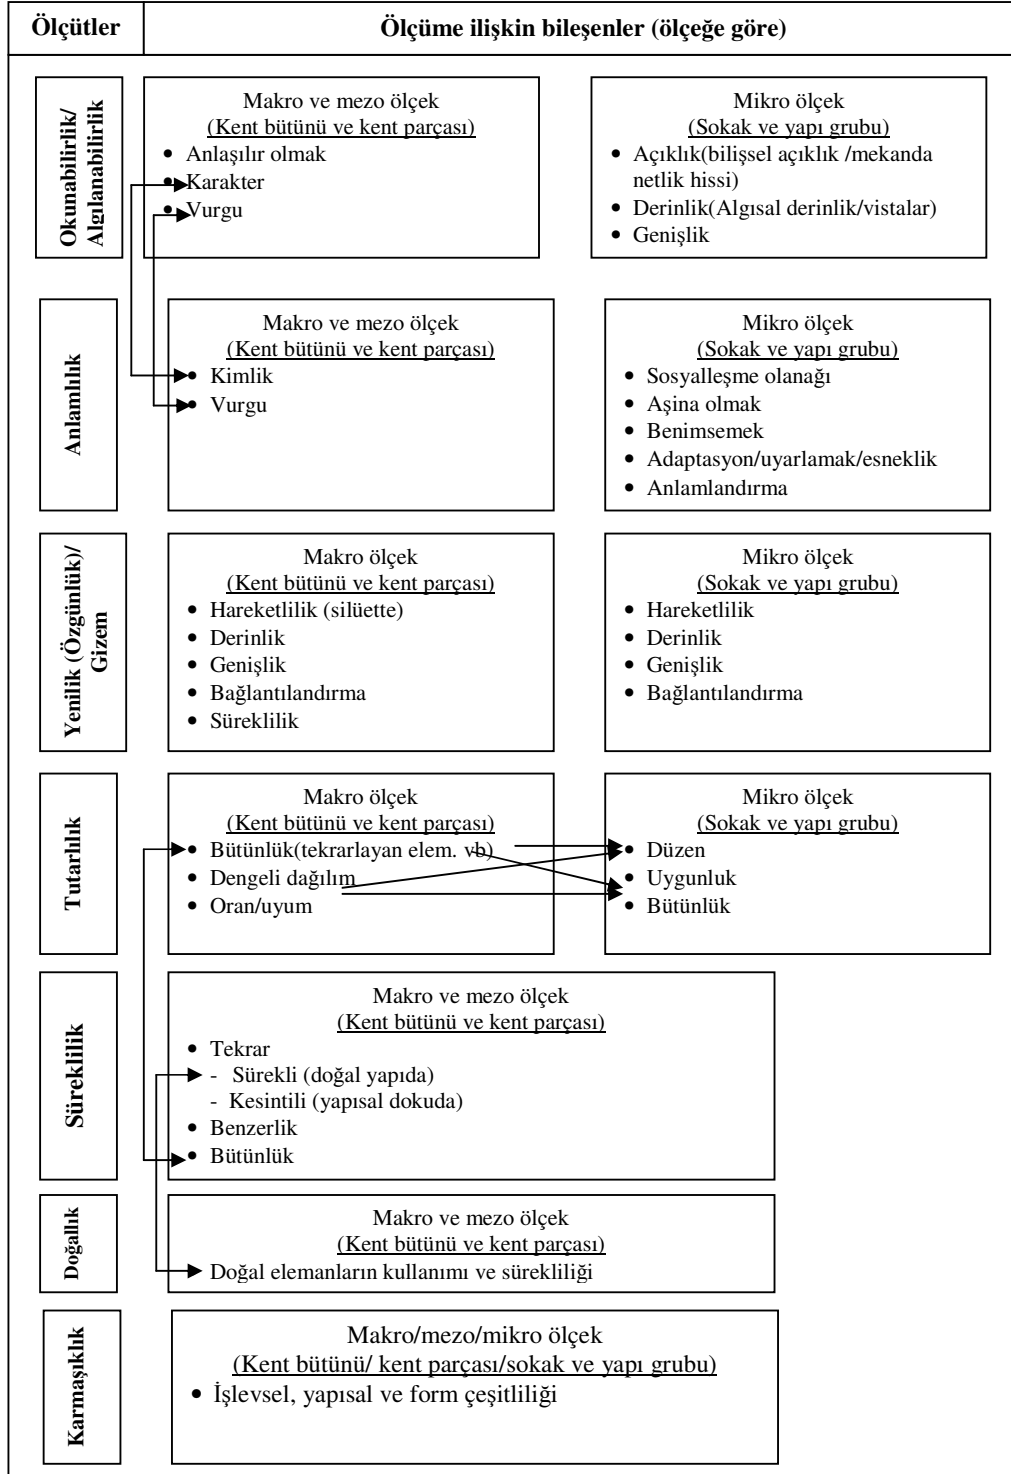 Ölçütler
Ölçüme ilişkin bileşenler (ölçeğe göre)
Okunabilirlik/
Algılanabilirlik
Makro ve mezo ölçek
(Kent bütünü ve kent parçası)
• Anlaşılır olmak
• Karakter
• Vurgu
Mikro ölçek
(Sokak ve yapı grubu)
• Açıklık(bilişsel açıklık /mekanda
netlik hissi)
• Derinlik(Algısal derinlik/vistalar)
• Genişlik
Anlamlılık
Makro ve mezo ölçek
(Kent bütünü ve kent parçası)
• Kimlik
• Vurgu
Mikro ölçek
(Sokak ve yapı grubu)
• Sosyalleşme olanağı
• Aşina olmak
• Benimsemek
• Adaptasyon/uyarlamak/esneklik
• Anlamlandırma
Yenilik (Özgünlük)/
Gizem
Makro ölçek
(Kent bütünü ve kent parçası)
• Hareketlilik (silüette)
• Derinlik
• Genişlik
• Bağlantılandırma
• Süreklilik
Mikro ölçek
(Sokak ve yapı grubu)
• Hareketlilik
• Derinlik
• Genişlik
• Bağlantılandırma
Tutarlılık
Makro ölçek
(Kent bütünü ve kent parçası)
• Bütünlük(tekrarlayan elem. vb)
• Dengeli dağılım
• Oran/uyum
Mikro ölçek
(Sokak ve yapı grubu)
• Düzen
• Uygunluk
• Bütünlük
Süreklilik
Makro ve mezo ölçek
(Kent bütünü ve kent parçası)
• Tekrar
- Sürekli (doğal yapıda)
- Kesintili (yapısal dokuda)
• Benzerlik
• Bütünlük
Doğallık
Makro ve mezo ölçek
(Kent bütünü ve kent parçası)
Doğal elemanların kullanımı ve sürekliliği
Karmaşıklık
Makro/mezo/mikro ölçek
(Kent bütünü/ kent parçası/sokak ve yapı grubu)
• İşlevsel, yapısal ve form çeşitliliği